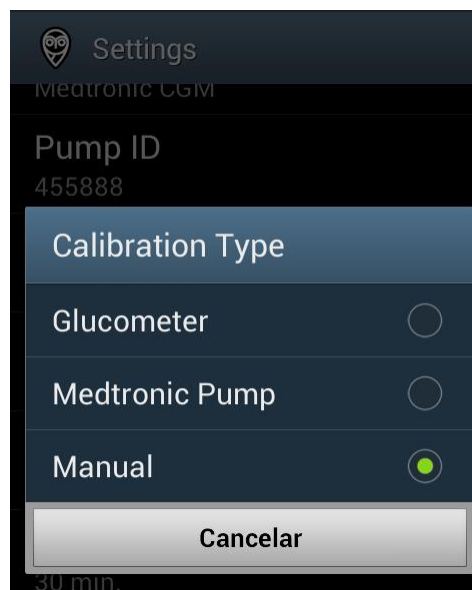 Settings
Medtronic CGM
Pump ID
455888
Calibration Type
Glucometer
Medtronic Pump
Manual
Cancelar
30 min.